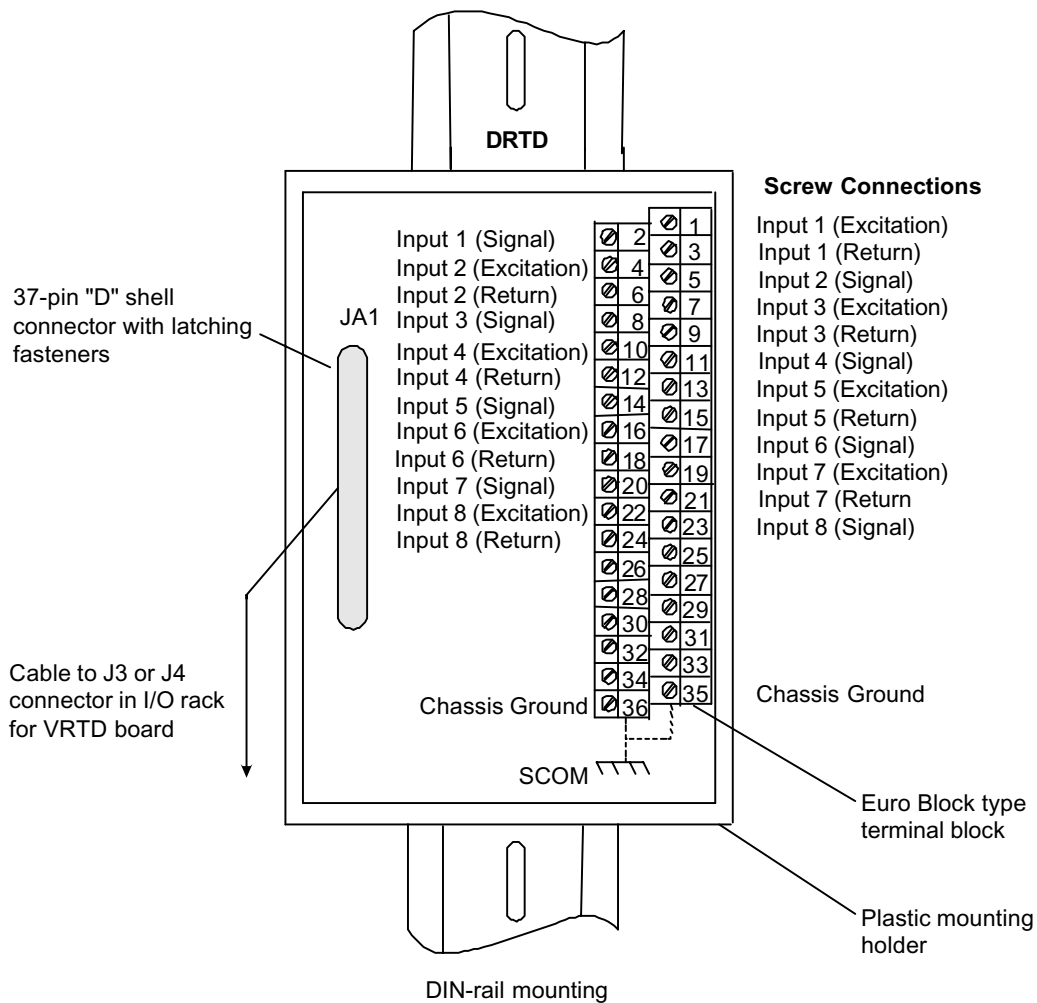 DRTD
Screw Connections
37-pin "D" shell
connector with latching
fasteners
JA1
Cable to J3 or J4
connector in I/O rack
for VRTD board
Input 1 (Signal)
Input 2 (Excitation)
Input 2 (Return)
Input 3 (Signal)
Input 4 (Excitation)
Input 4 (Return)
Input 5 (Signal)
Input 6 (Excitation)
Input 6 (Return)
Input 7 (Signal)
Input 8 (Excitation)
Input 8 (Return)
Chassis Ground
SCOM
2
4
6
8
10
12
14
16
18
20
22
24
26
28
30
32
34
36
1
3
5
7
9
11
13
15
17
19
21
23
25
27
29
31
33
35
Input 1 (Excitation)
Input 1 (Return)
Input 2 (Signal)
Input 3 (Excitation)
Input 3 (Return)
Input 4 (Signal)
Input 5 (Excitation)
Input 5 (Return)
Input 6 (Signal)
Input 7 (Excitation)
Input 7 (Return
Input 8 (Signal)
Chassis Ground
Euro Block type
terminal block
Plastic mounting
holder
DIN-rail mounting